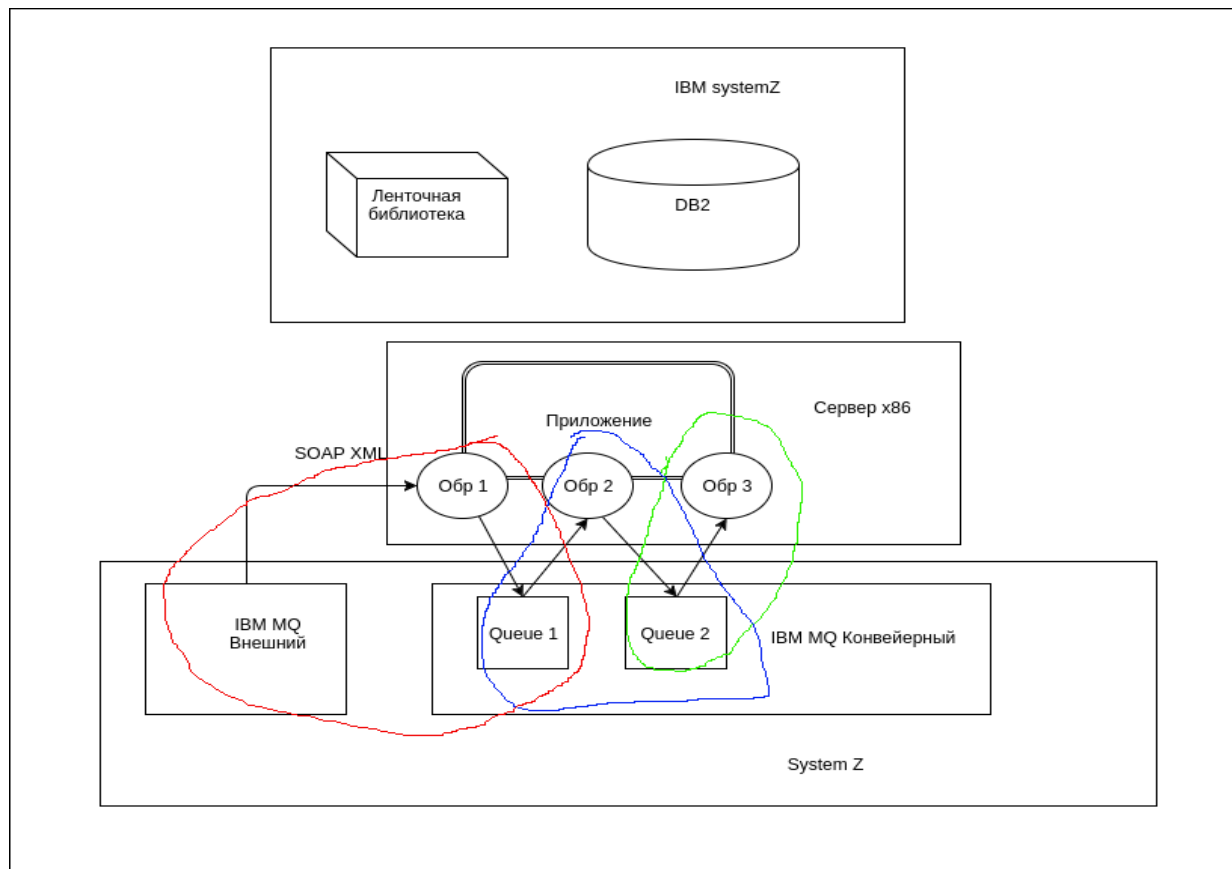 IBM systemZ
Ленточная
библиотека
DB2
Сервер x86
Приложение
SOAP XML
Обр 1
Обр 2
Обр 3
IBM MQ
Внешний
Queue 1
Queue 2
IBM MQ Конвейерный
System Z